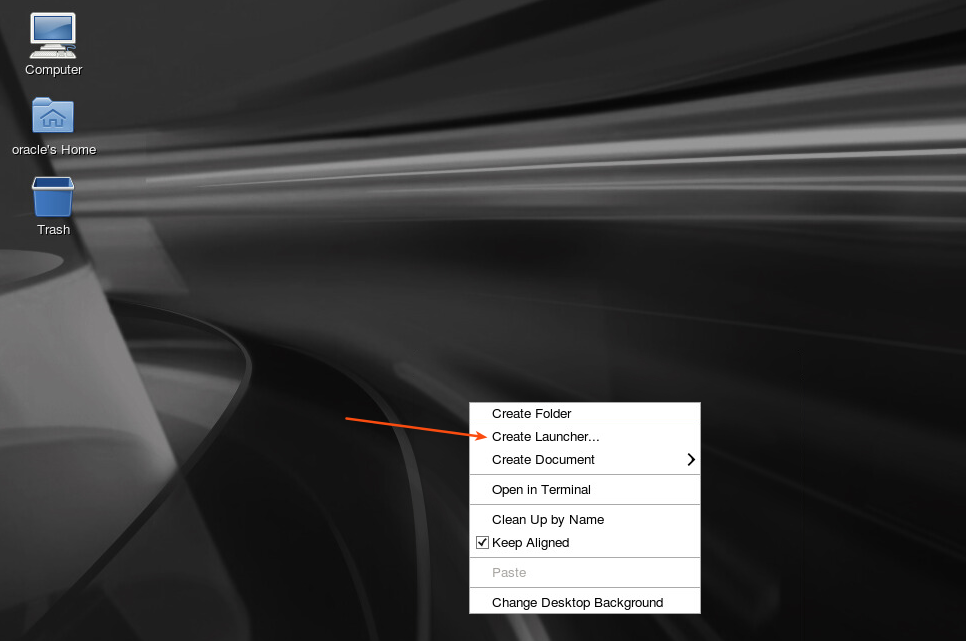 Computer
oracle's Home
Trash
Create Folder
Create Launcher...
Create Document
Open in Terminal
Clean Up by Name
Keep Aligned
Paste
Change Desktop Background